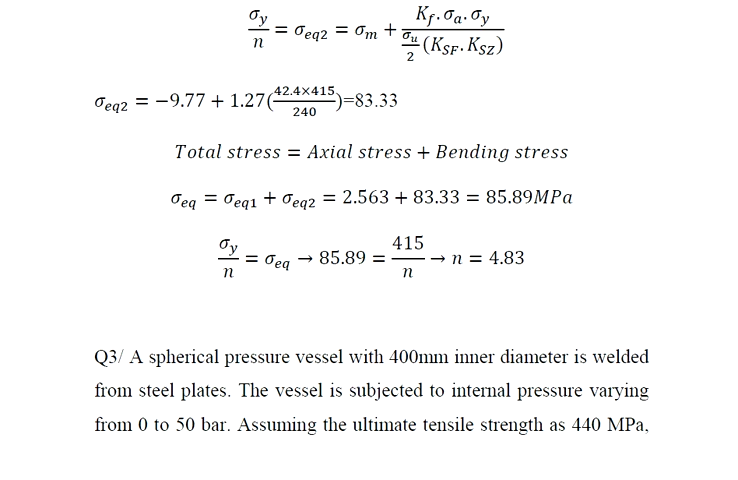 σy/n = σeq2 = σm + Kf.σa.σy / (σu/2 (KSF.KSZ))
σeq2 = −9.77 + 1.27(42.4×415/240)=83.33
Total stress = Axial stress + Bending stress
σeq = σeq1 + σeq2 = 2.563 + 83.33 = 85.89MPa
σy/n = σeq → 85.89 = 415/n → n = 4.83
Q3/ A spherical pressure vessel with 400mm inner diameter is welded
from steel plates. The vessel is subjected to internal pressure varying
from 0 to 50 bar. Assuming the ultimate tensile strength as 440 MPa,